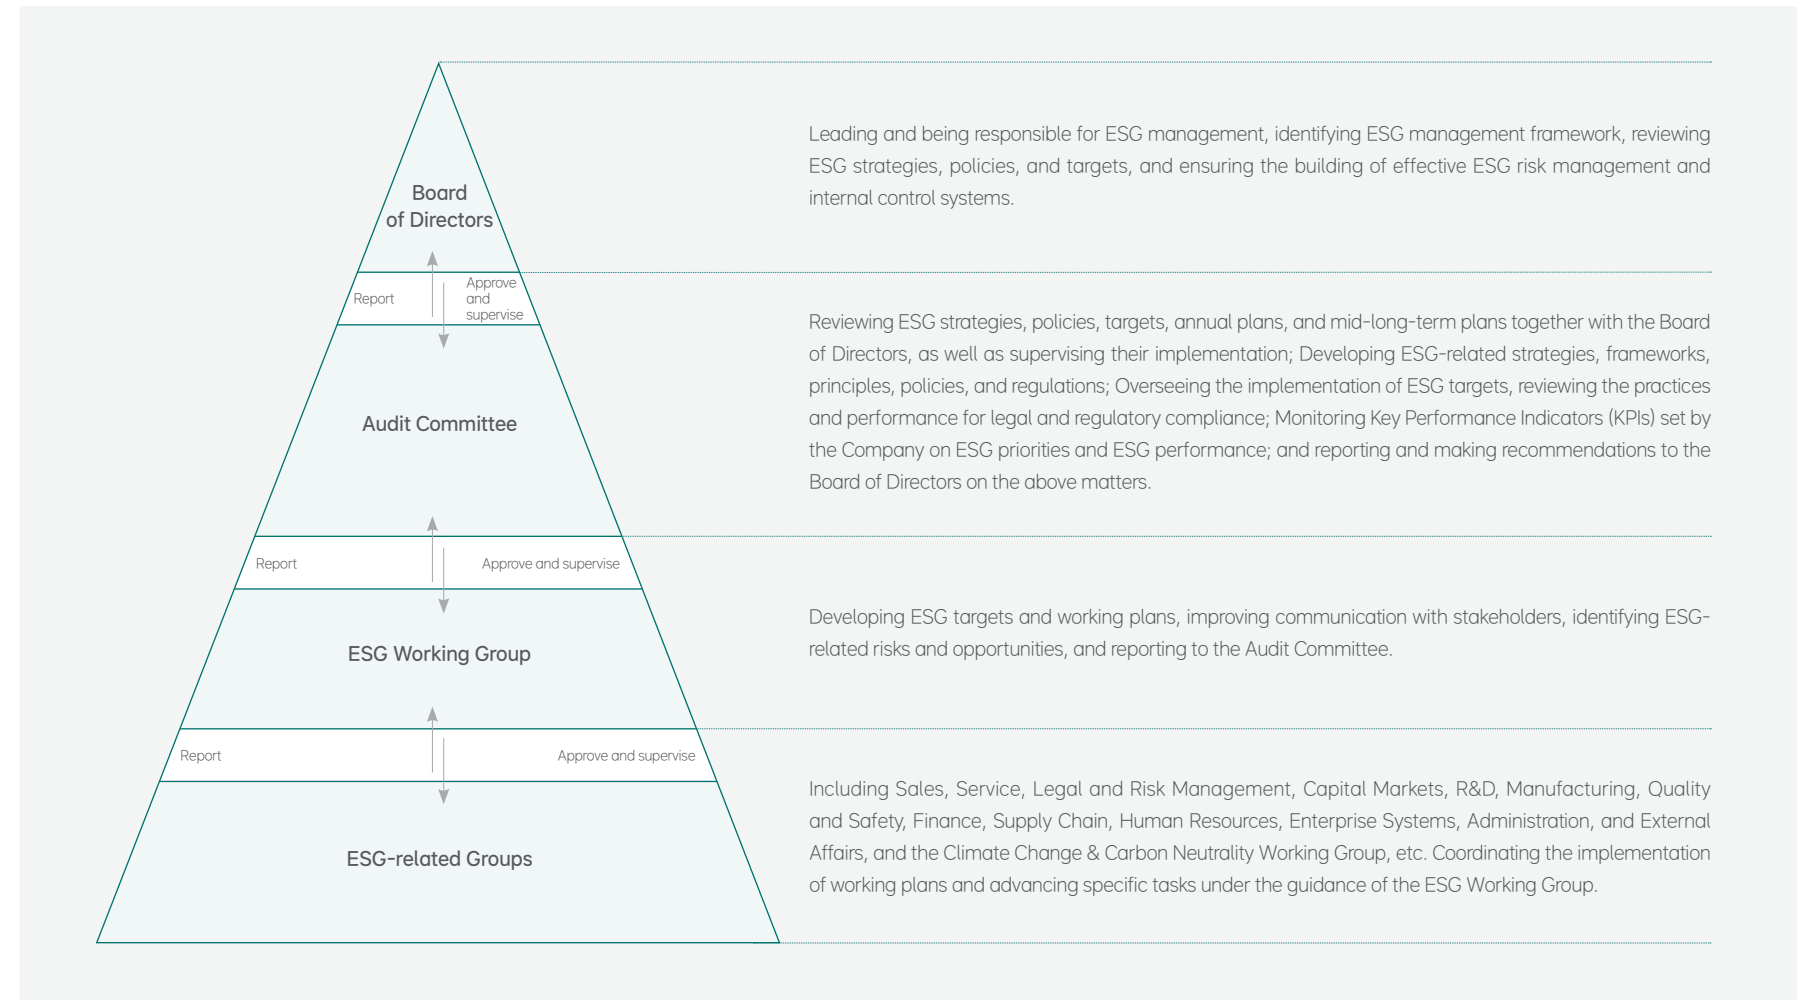 Board
of Directors
Leading and being responsible for ESG management, identifying ESG management framework, reviewing
ESG strategies, policies, and targets, and ensuring the building of effective ESG risk management and
internal control systems.
Report
Approve
and
supervise
Audit Committee
Reviewing ESG strategies, policies, targets, annual plans, and mid-long-term plans together with the Board
of Directors, as well as supervising their implementation; Developing ESG-related strategies, frameworks,
principles, policies, and regulations; Overseeing the implementation of ESG targets, reviewing the practices
and performance for legal and regulatory compliance; Monitoring Key Performance Indicators (KPIs) set by
the Company on ESG priorities and ESG performance; and reporting and making recommendations to the
Board of Directors on the above matters.
Report
Approve and supervise
ESG Working Group
Developing ESG targets and working plans, improving communication with stakeholders, identifying ESG-
related risks and opportunities, and reporting to the Audit Committee.
Report
Approve and supervise
ESG-related Groups
Including Sales, Service, Legal and Risk Management, Capital Markets, R&D, Manufacturing, Quality
and Safety, Finance, Supply Chain, Human Resources, Enterprise Systems, Administration, and External
Affairs, and the Climate Change & Carbon Neutrality Working Group, etc. Coordinating the implementation
of working plans and advancing specific tasks under the guidance of the ESG Working Group.